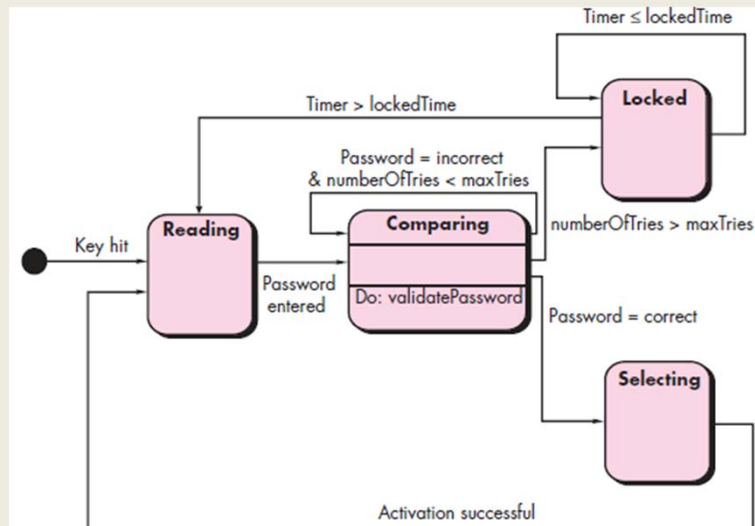 Timer ≤ lockedTime
Locked
Timer > lockedTime
Password = incorrect
& numberOfTries < maxTries
Reading
Comparing
numberOfTries > maxTries
Key hit
Password
entered
Do: validatePassword
Password = correct
Selecting
Activation successful